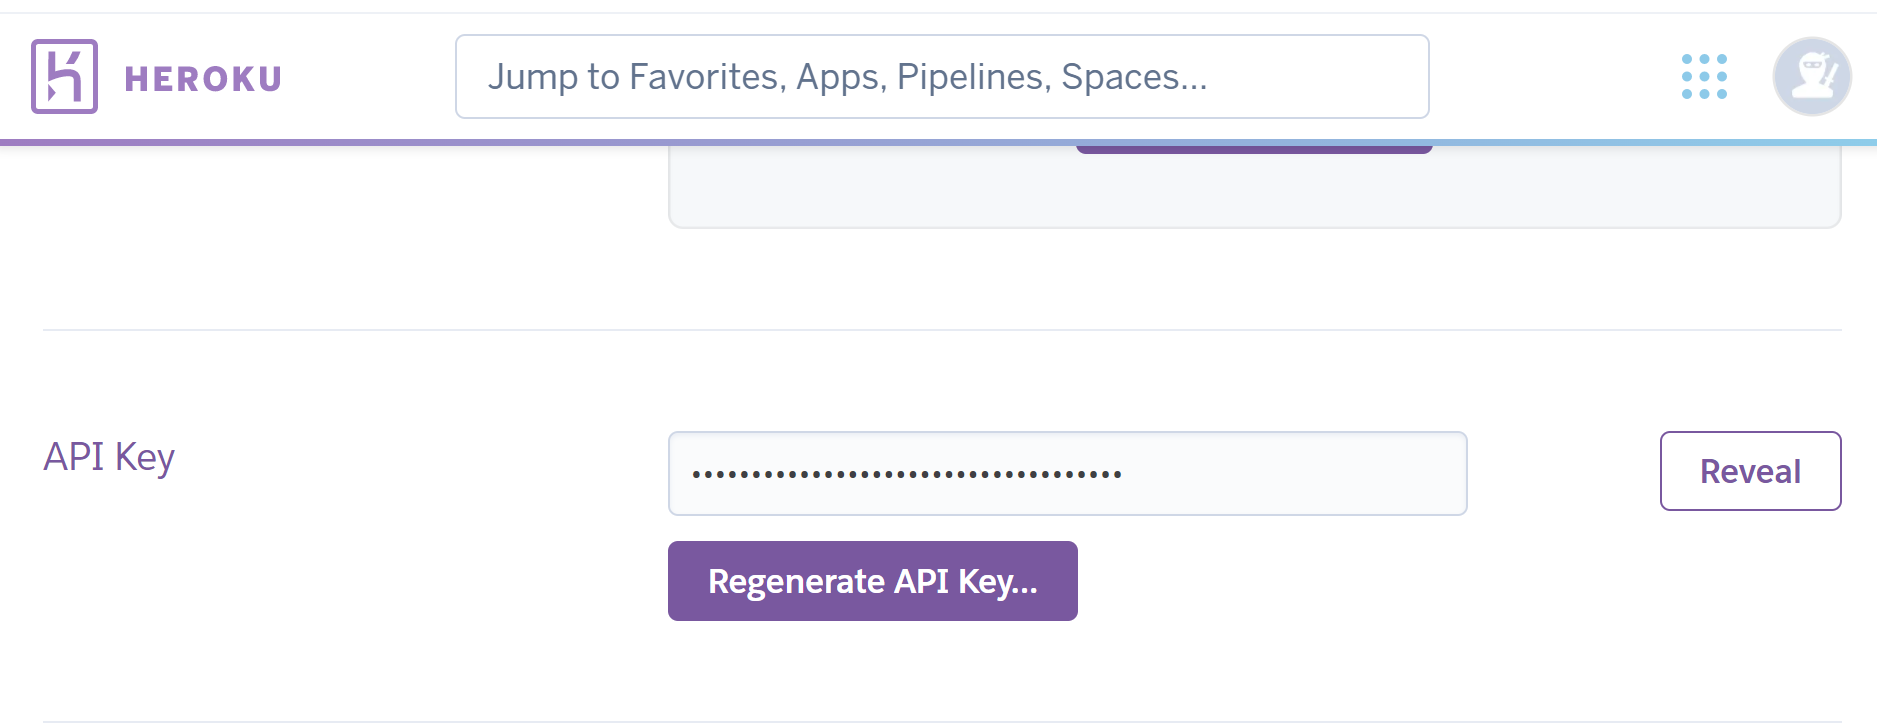 HEROKU
Jump to Favorites, Apps, Pipelines, Spaces...
API Key
••••••••••••••••••••••••••••••••••••
Reveal
Regenerate API Key...